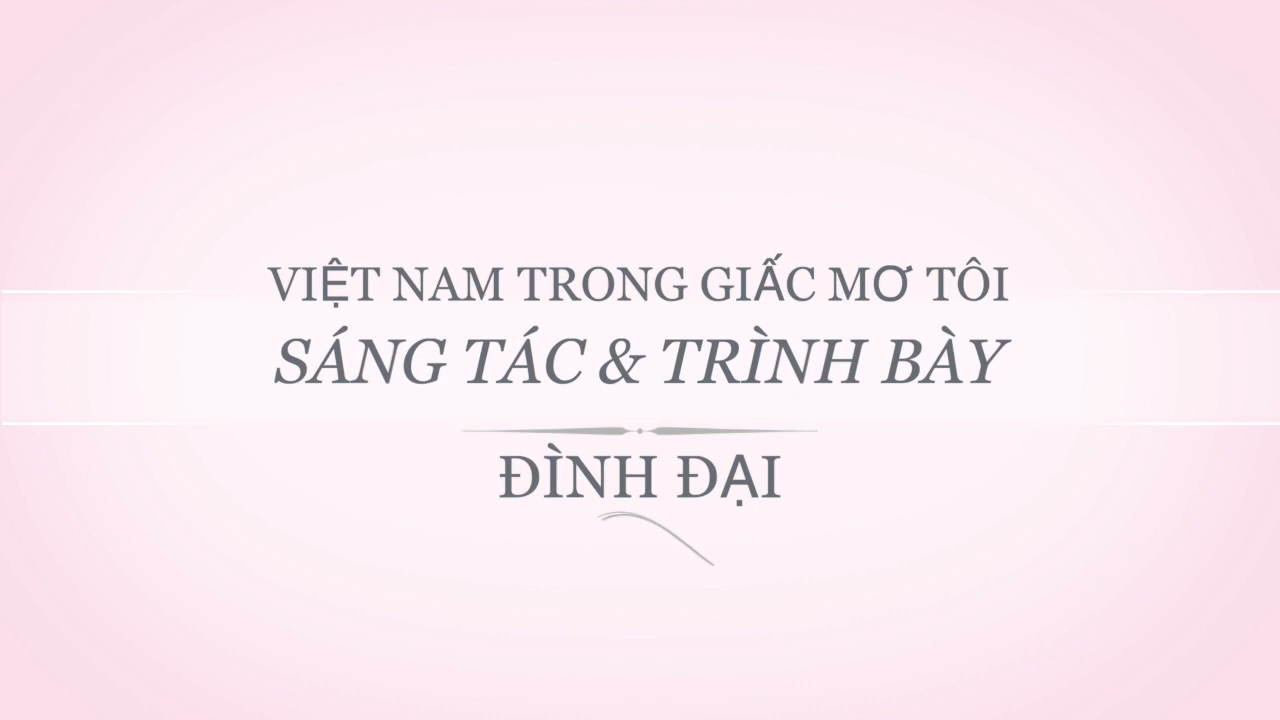 VIỆT NAM TRONG GIẤC MƠ TÔI
SÁNG TÁC & TRÌNH BÀY
ĐÌNH ĐẠI